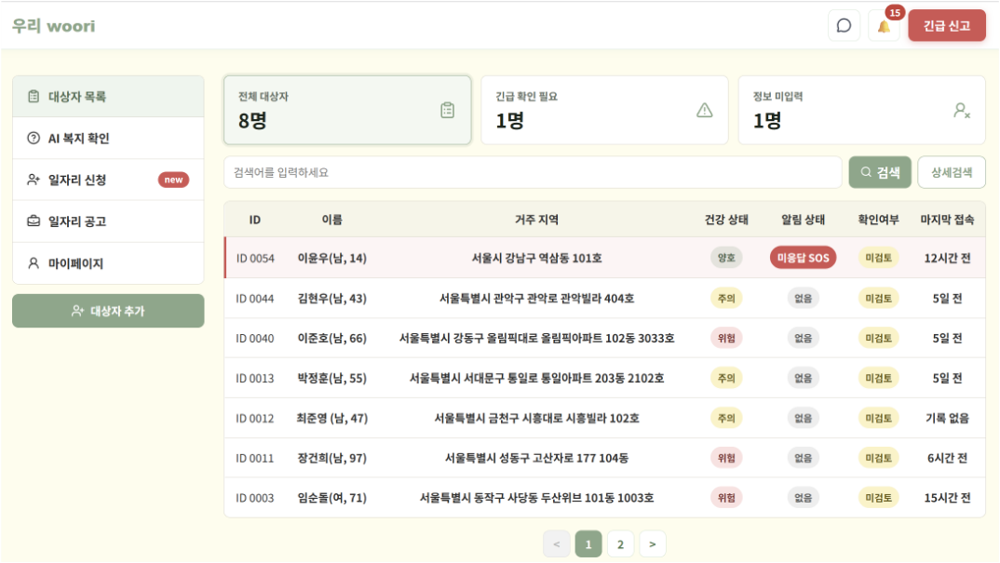 우리 woori
15
긴급 신고
대상자 목록
AI 복지 확인
일자리 신청 new
일자리 공고
마이페이지
대상자 추가
전체 대상자
8명
긴급 확인 필요
1명
정보 미입력
1명
검색어를 입력하세요
검색
상세검색
ID 이름 거주 지역 건강 상태 알림 상태 확인여부 마지막 접속
ID 0054 이윤우(남, 14) 서울시 강남구 역삼동 101호 양호 미응답 SOS 미검토 12시간 전
ID 0044 김현우(남, 43) 서울특별시 관악구 관악로 관악빌라 404호 주의 없음 미검토 5일 전
ID 0040 이준호(남, 66) 서울특별시 강동구 올림픽대로 올림픽아파트 102동 3033호 위험 없음 미검토 5일 전
ID 0013 박정훈(남, 55) 서울특별시 서대문구 통일로 통일아파트 203동 2102호 주의 없음 미검토 5일 전
ID 0012 최준영 (남, 47) 서울특별시 금천구 시흥대로 시흥빌라 102호 주의 없음 미검토 기록 없음
ID 0011 장건희(남, 97) 서울특별시 성동구 고산자로 177 104동 위험 없음 미검토 6시간 전
ID 0003 임순돌(여, 71) 서울특별시 동작구 사당동 두산위브 101동 1003호 위험 없음 미검토 15시간 전
< 1 2 >